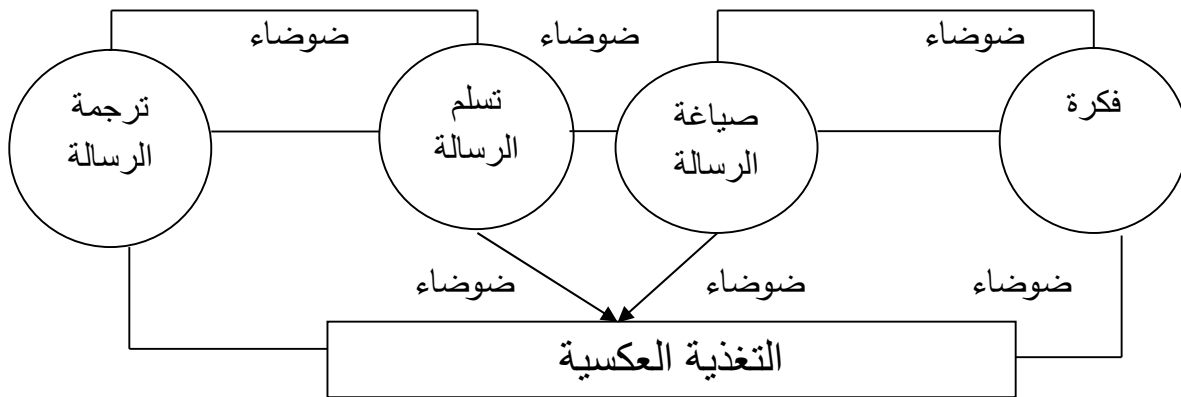 ضوضاء
ضوضاء
ضوضاء
فكرة
صياغة
الرسالة
تسلم
الرسالة
ترجمة
الرسالة
ضوضاء
ضوضاء
ضوضاء
التغذية العكسية